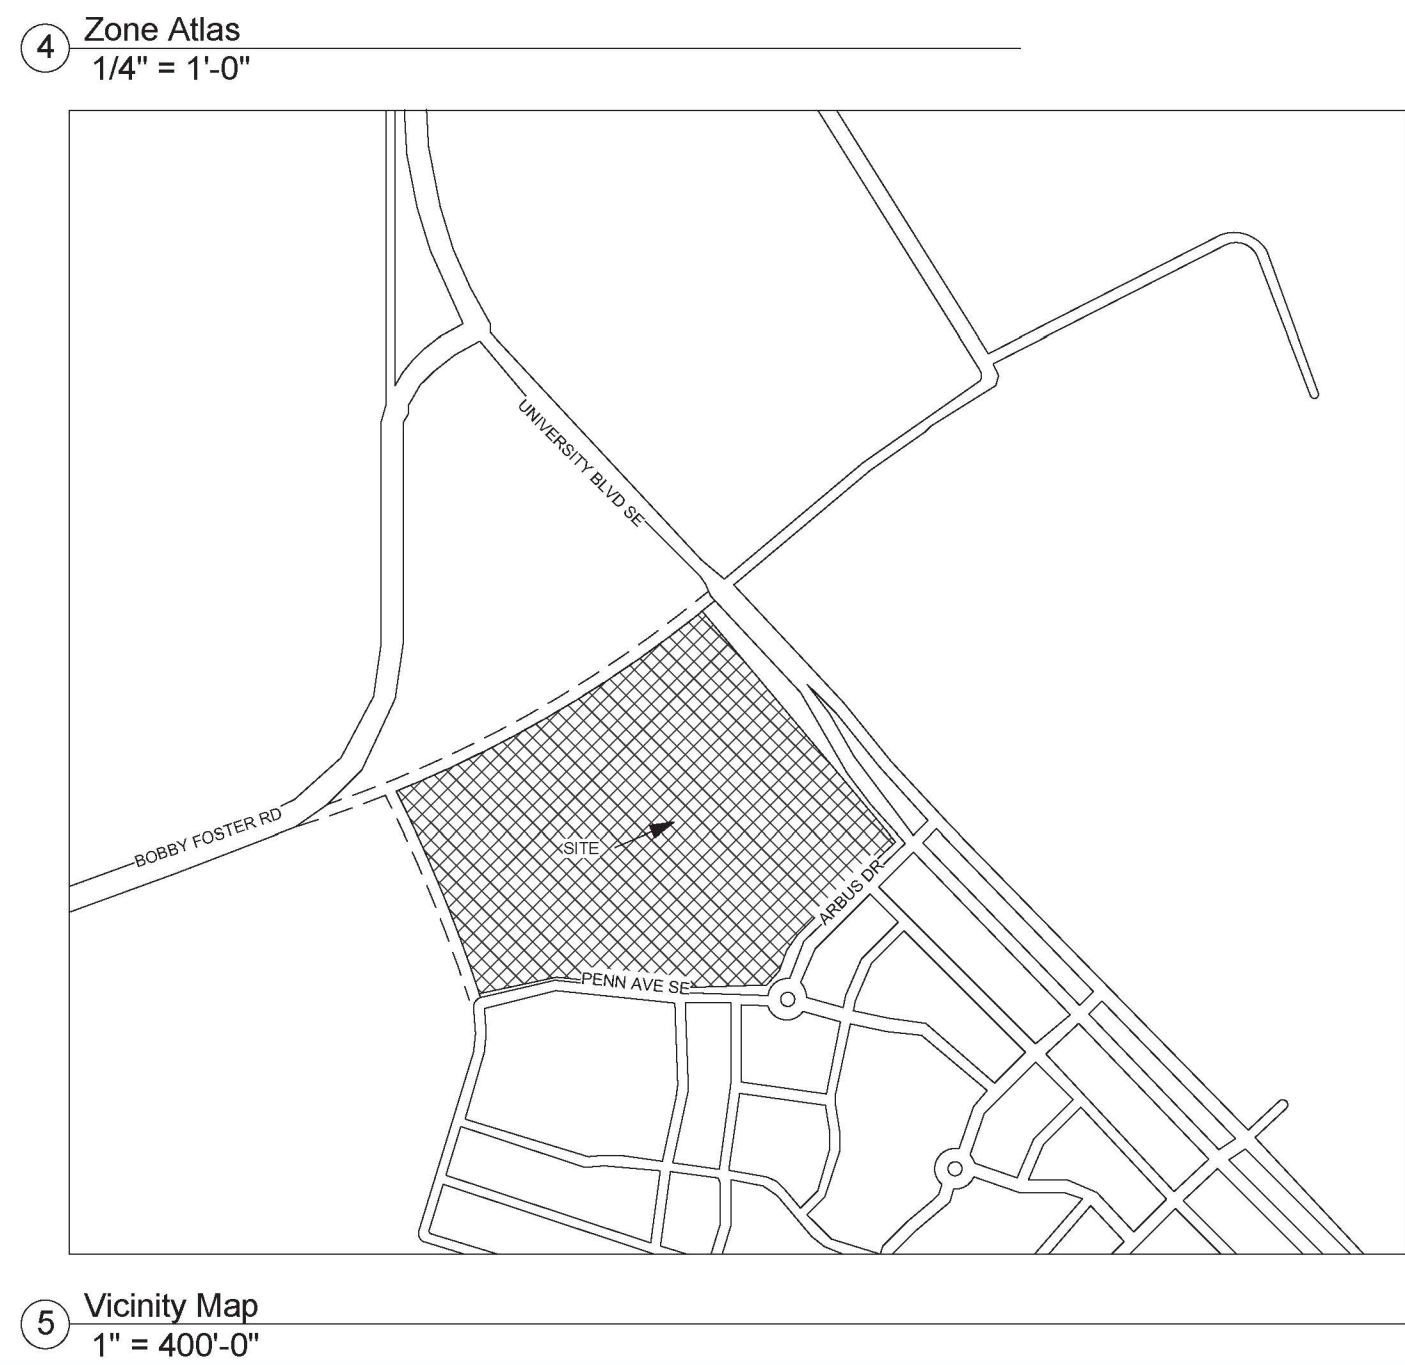 4
Zone Atlas
1/4" = 1'-0"
UNIVERSITY BLVD SE
BOBBY FOSTER RD
SITE
ARBUS DR
PENN AVE SE
5
Vicinity Map
1" = 400'-0"